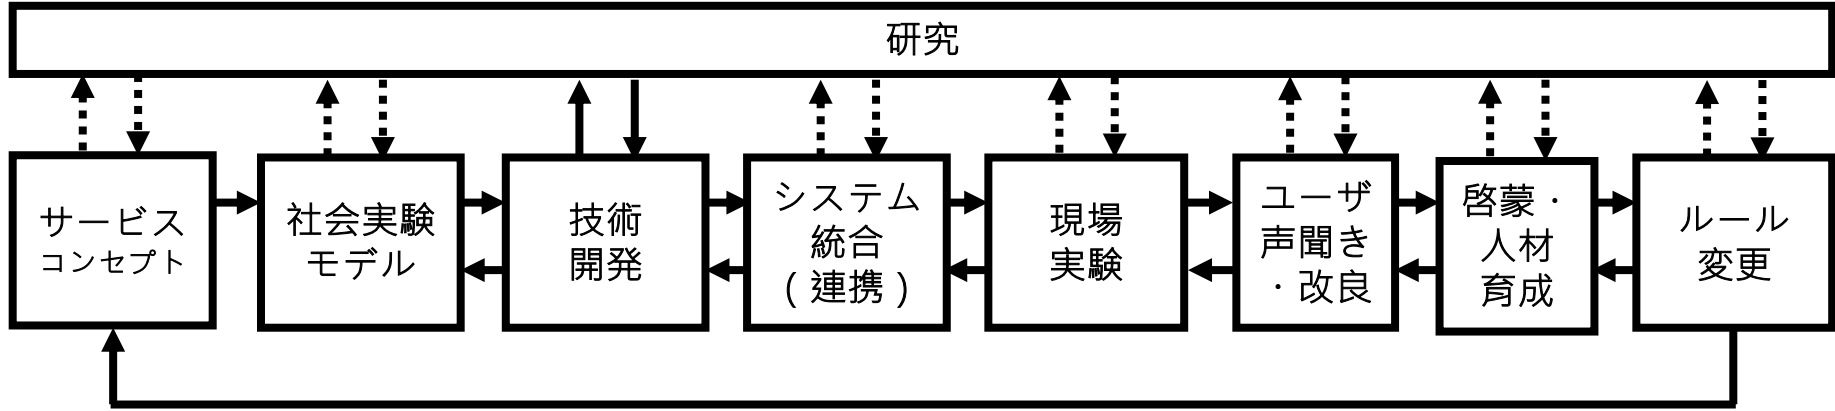 研究
サービス
コンセプト
社会実験
モデル
技術
開発
システム
統合
(連携)
現場
実験
ユーザ
声聞き
・改良
啓蒙・
人材
育成
ルール
変更